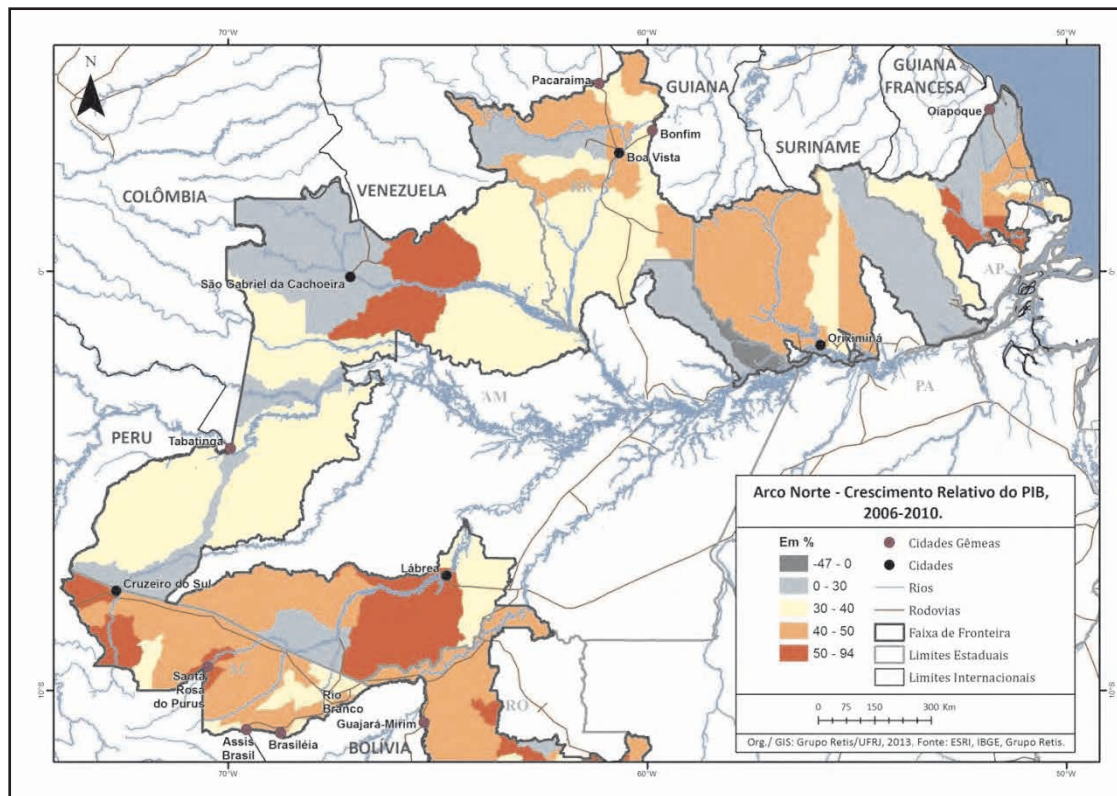 70°W
60°W
50°W
N
Pacaraima
GUIANA
GUIANA
FRANCESA
Oiapoque
Bonfim
Boa Vista
SURINAME
COLÔMBIA
VENEZUELA
RR
São Gabriel da Cachoeira
0°
0°
AP
Oriximiná
AM
PA
PERU
Tabatinga
Cruzeiro do Sul
Lábrea
AC
Santa
Rosa
do Purus
Rio
Branco
RO
Guajará-Mirim
Assis
Brasil
Brasiléia
BOLÍVIA
10°S
10°S
Arco Norte - Crescimento Relativo do PIB,
2006-2010.
Em %
-47 - 0
0 - 30
30 - 40
40 - 50
50 - 94
Cidades Gêmeas
Cidades
Rios
Rodovias
Faixa de Fronteira
Limites Estaduais
Limites Internacionais
0 75 150 300 Km
Org./ GIS: Grupo Retis/UFRJ, 2013. Fonte: ESRI, IBGE, Grupo Retis.
70°W
60°W
50°W